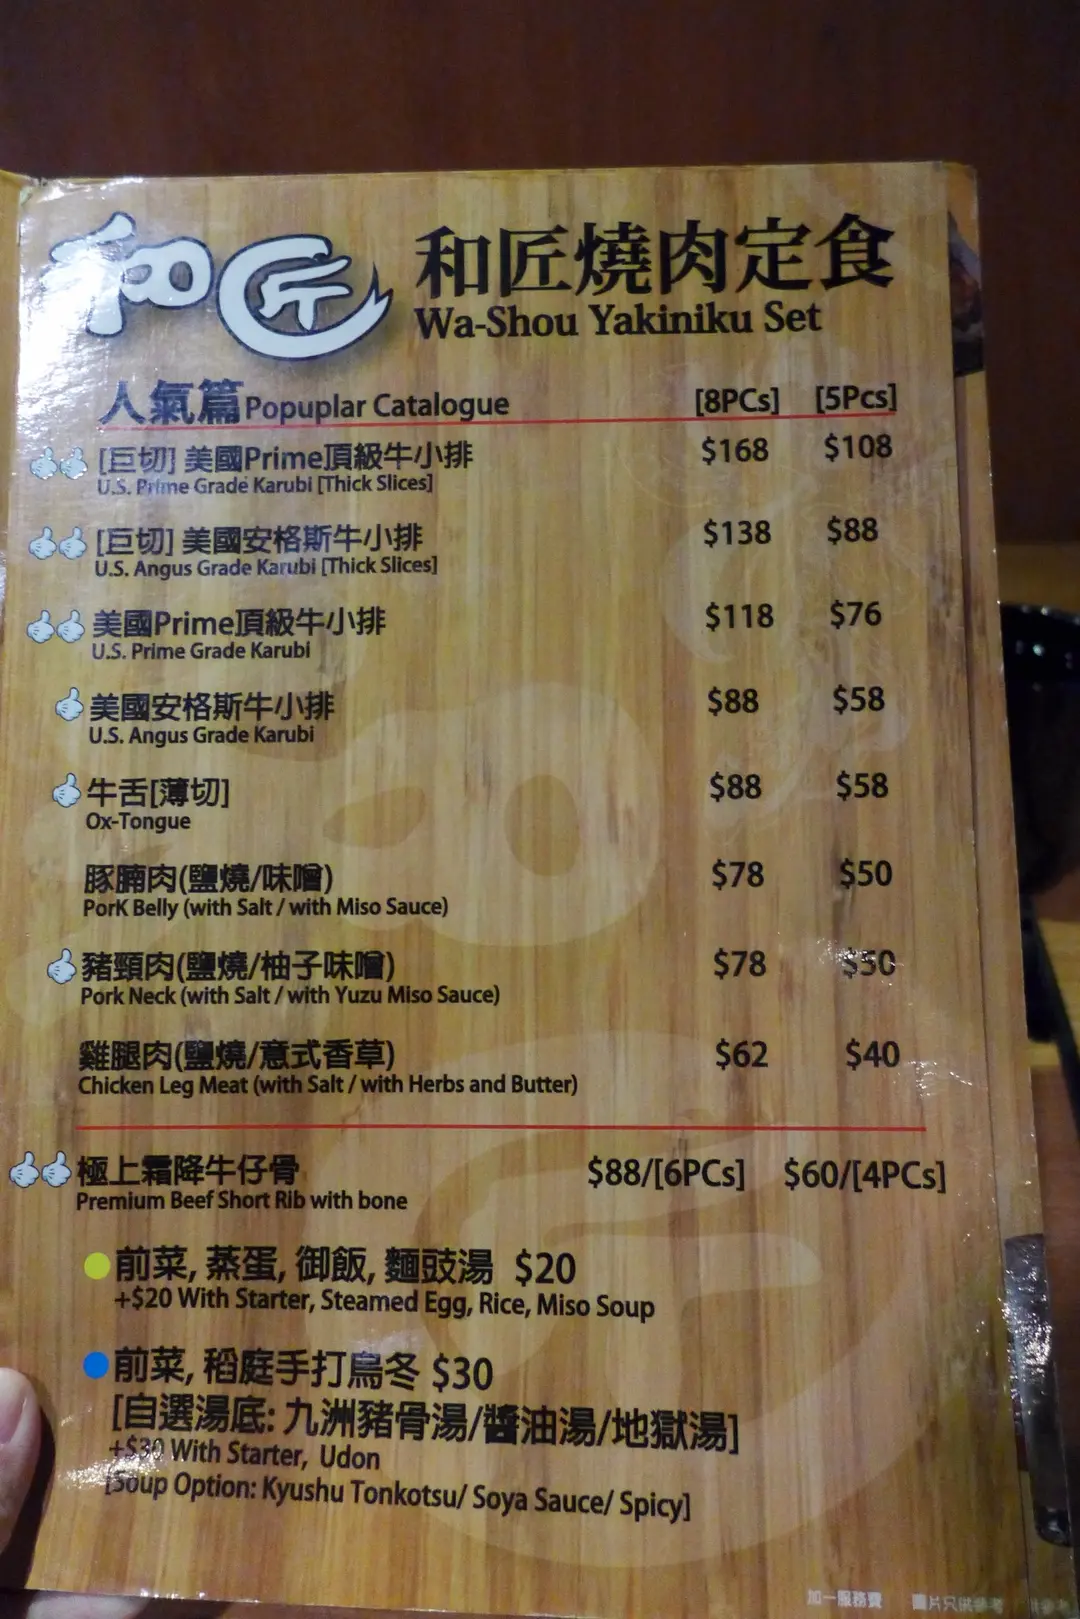 和匠
和匠燒肉定食
Wa-Shou Yakiniku Set
人氣篇 Popuplar Catalogue [8PCs] [5Pcs]
[巨切] 美國Prime頂級牛小排 $168 $108
U.S. Prime Grade Karubi [Thick Slices]
[巨切] 美國安格斯牛小排 $138 $88
U.S. Angus Grade Karubi [Thick Slices]
美國Prime頂級牛小排 $118 $76
U.S. Prime Grade Karubi
美國安格斯牛小排 $88 $58
U.S. Angus Grade Karubi
牛舌[薄切] $88 $58
Ox-Tongue
豚腩肉(鹽燒/味噌) $78 $50
PorK Belly (with Salt / with Miso Sauce)
豬頸肉(鹽燒/柚子味噌) $78 $50
Pork Neck (with Salt / with Yuzu Miso Sauce)
雞腿肉(鹽燒/意式香草) $62 $40
Chicken Leg Meat (with Salt / with Herbs and Butter)
極上霜降牛仔骨 $88/[6PCs] $60/[4PCs]
Premium Beef Short Rib with bone
前菜, 蒸蛋, 御飯, 麵豉湯 $20
+$20 With Starter, Steamed Egg, Rice, Miso Soup
前菜, 稻庭手打烏冬 $30
[自選湯底: 九洲豬骨湯/醬油湯/地獄湯]
+$30 With Starter, Udon
[Soup Option: Kyushu Tonkotsu/ Soya Sauce/ Spicy]
加一服務費 圖片只供參考